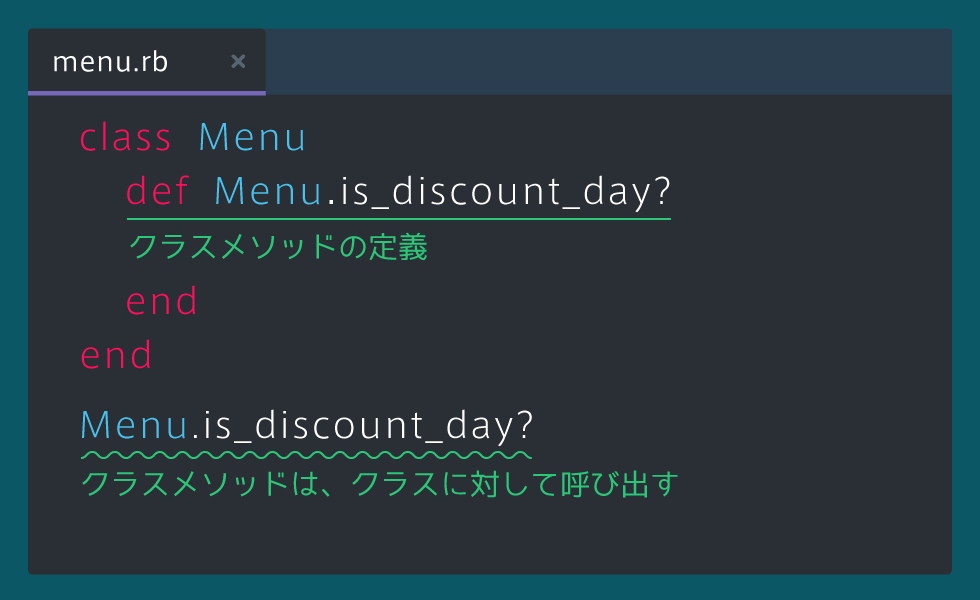 menu.rb ×
class Menu
def Menu.is_discount_day?
クラスメソッドの定義
end
end
Menu.is_discount_day?
クラスメソッドは、クラスに対して呼び出す